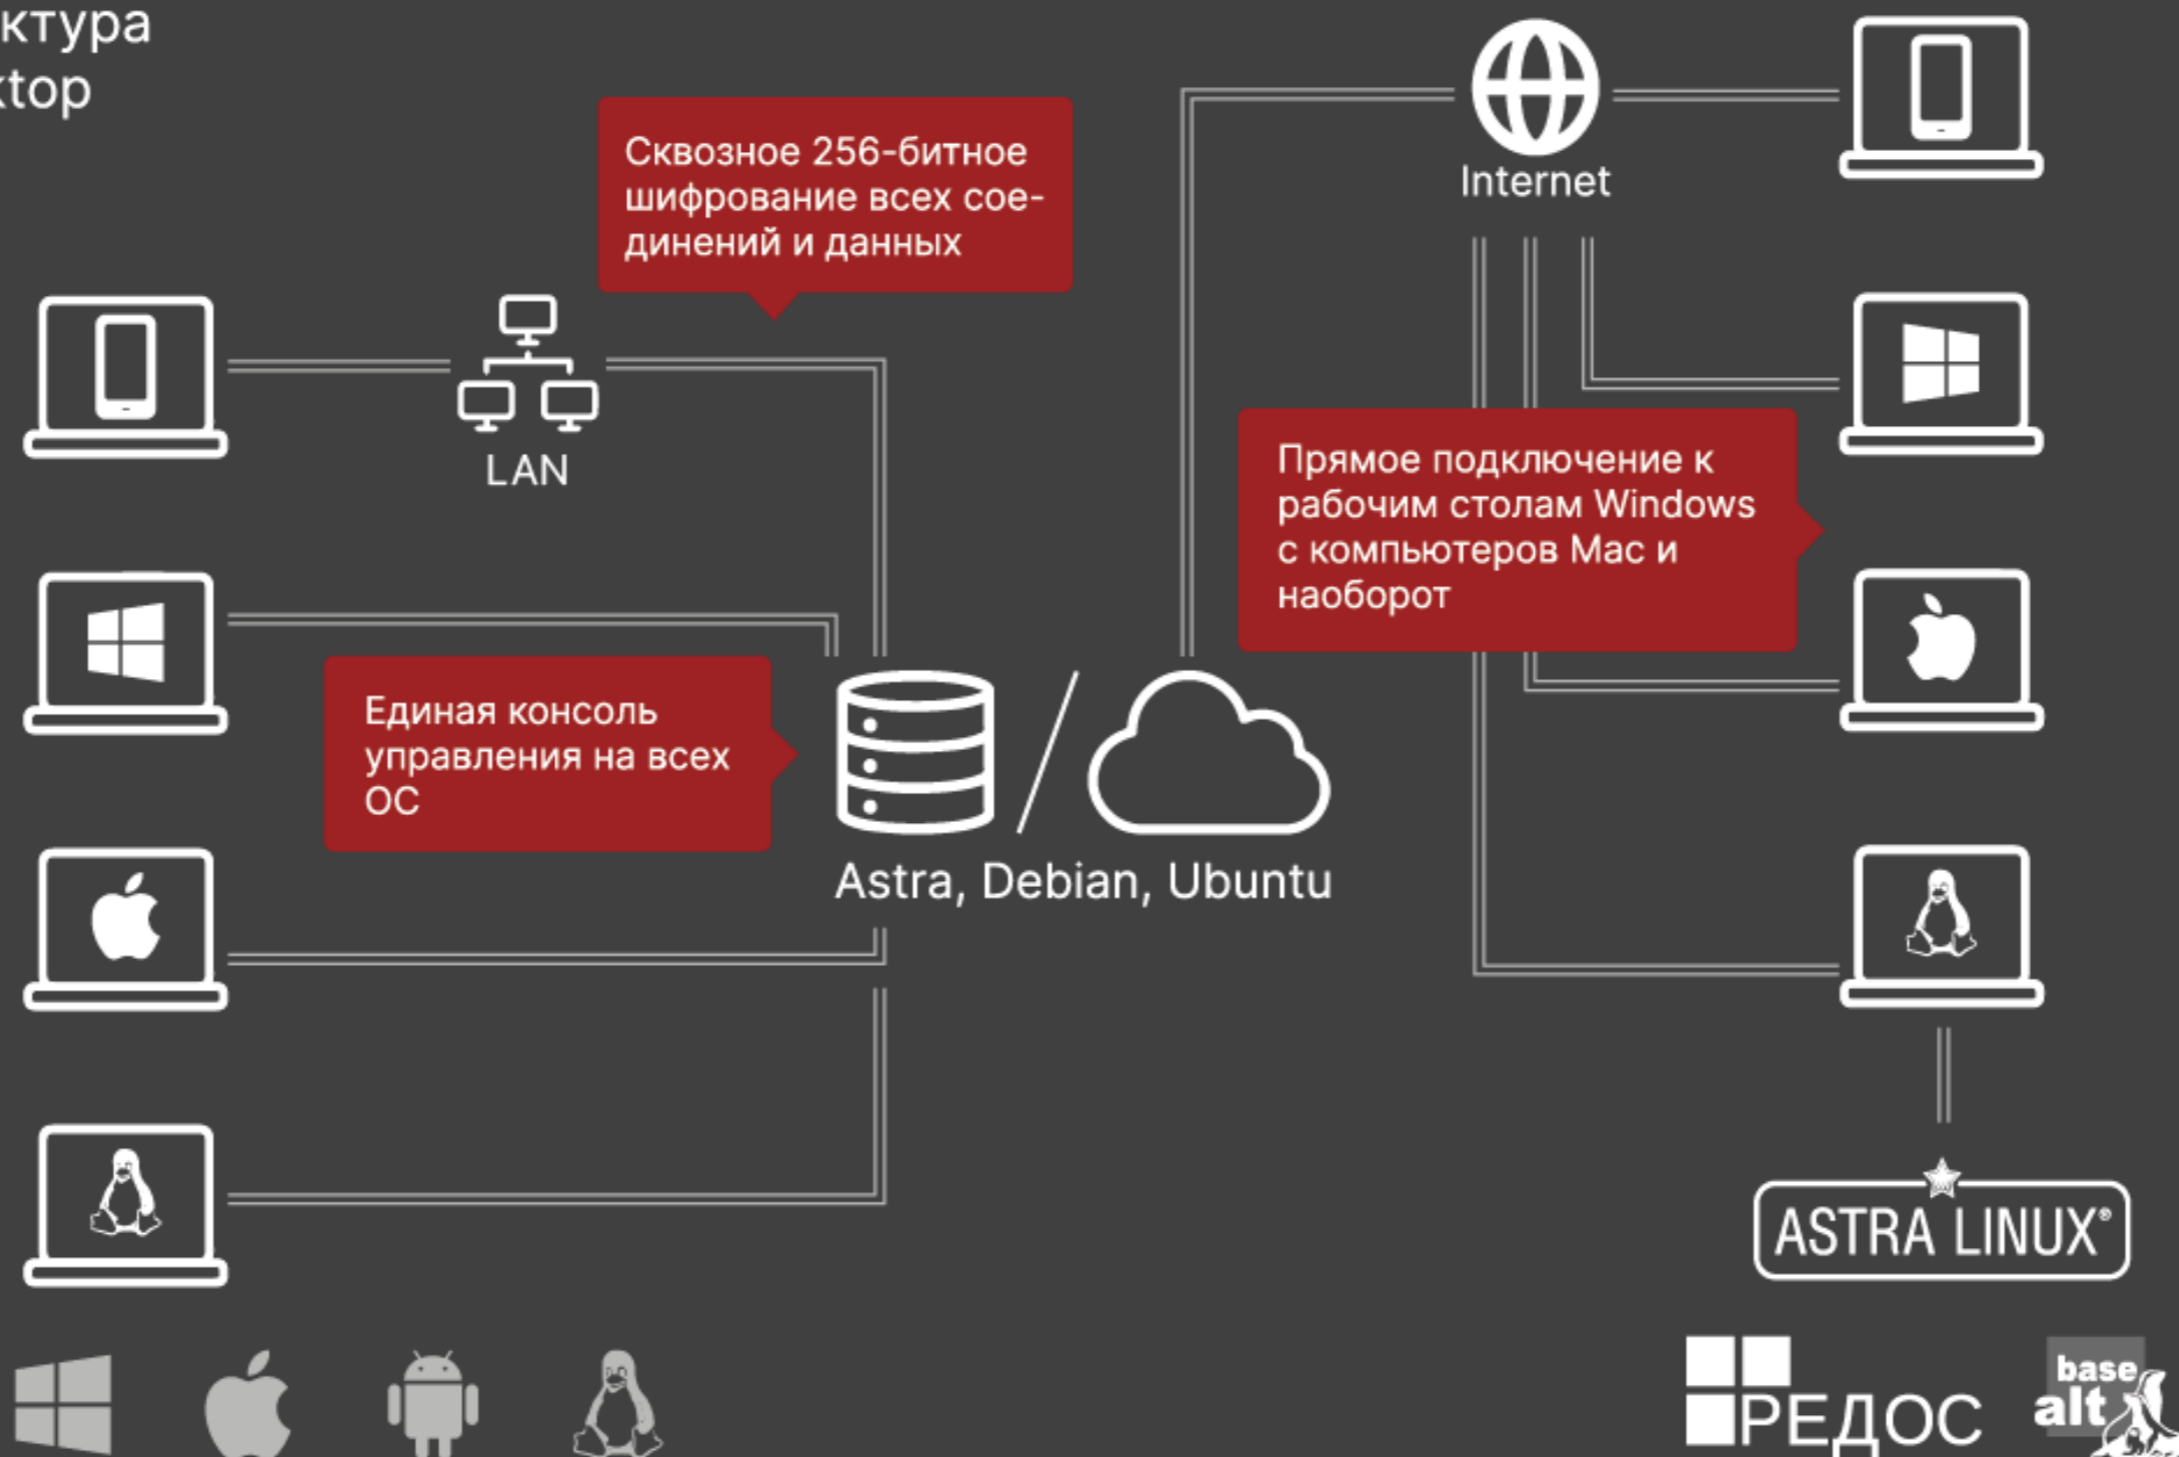 ктура
ktop
Сквозное 256-битное
шифрование всех сое-
динений и данных
Internet
LAN
Прямое подключение к
рабочим столам Windows
с компьютеров Mac и
наоборот
Единая консоль
управления на всех
ОС
Astra, Debian, Ubuntu
ASTRA LINUX®
РЕДОС
base
alt